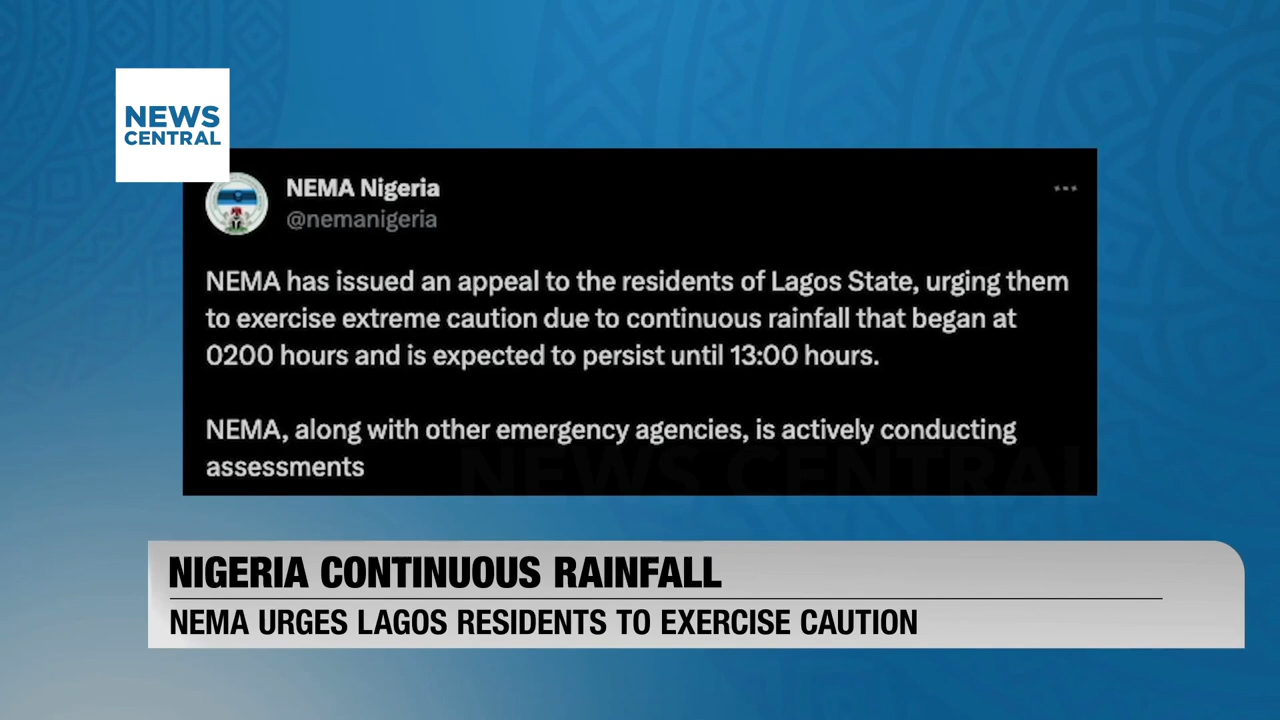 NEWS
CENTRAL
NEMA Nigeria
@nemanigeria
NEMA has issued an appeal to the residents of Lagos State, urging them
to exercise extreme caution due to continuous rainfall that began at
0200 hours and is expected to persist until 13:00 hours.
NEMA, along with other emergency agencies, is actively conducting
assessments
NEWS CENTRAL
NIGERIA CONTINUOUS RAINFALL
NEMA URGES LAGOS RESIDENTS TO EXERCISE CAUTION